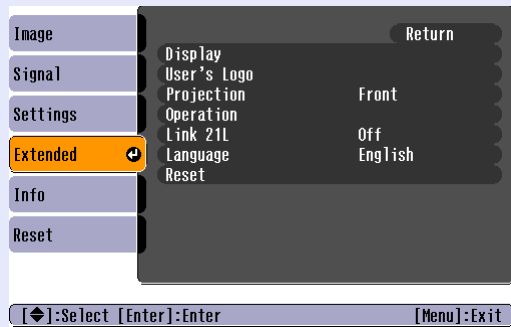 Image
Signal
Settings
Extended
Info
Reset
Return
Display
User's Logo
Projection Front
Operation
Link 21L Off
Language English
Reset
[◆]:Select [Enter]:Enter [Menu]:Exit